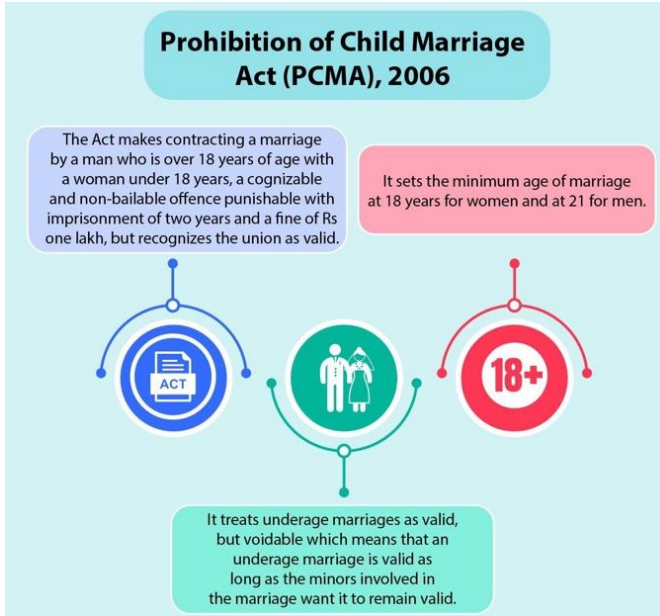 Prohibition of Child Marriage
Act (PCMA), 2006
The Act makes contracting a marriage
by a man who is over 18 years of age with
a woman under 18 years, a cognizable
and non-bailable offence punishable with
imprisonment of two years and a fine of Rs
one lakh, but recognizes the union as valid.
It sets the minimum age of marriage
at 18 years for women and at 21 for men.
ACT
18+
It treats underage marriages as valid,
but voidable which means that an
underage marriage is valid as
long as the minors involved in
the marriage want it to remain valid.